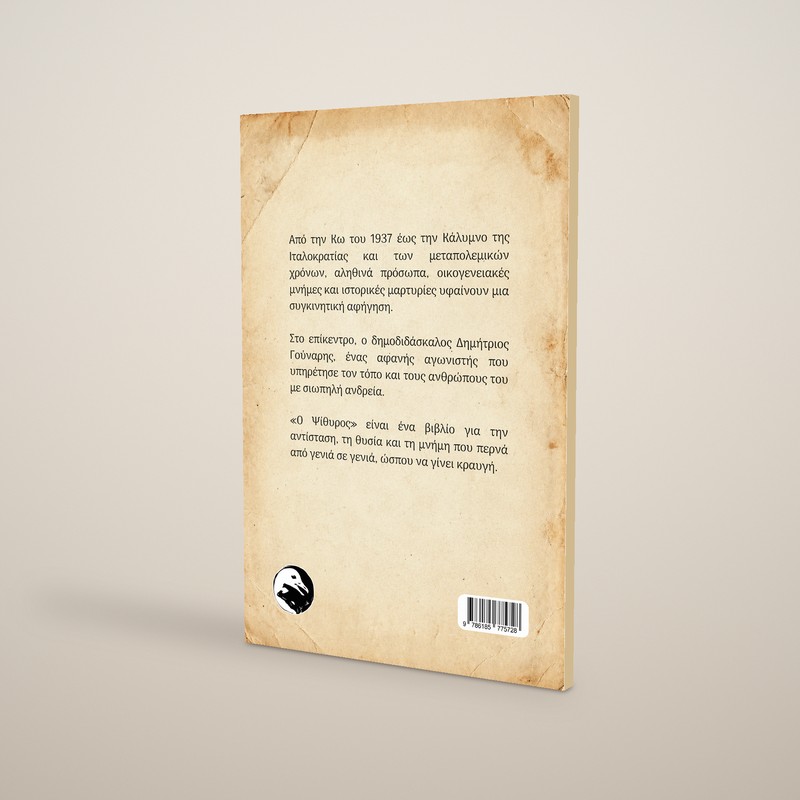 Από την Κω του 1937 έως την Κάλυμνο της
Ιταλοκρατίας και των μεταπολεμικών
χρόνων, αληθινά πρόσωπα, οικογενειακές
μνήμες και ιστορικές μαρτυρίες υφαίνουν μια
συγκινητική αφήγηση.
Στο επίκεντρο, ο δημοδιδάσκαλος Δημήτριος
Γούναρης, ένας αφανής αγωνιστής που
υπηρέτησε τον τόπο και τους ανθρώπους του
με σιωπηλή ανδρεία.
«Ο Ψίθυρος» είναι ένα βιβλίο για την
αντίσταση, τη θυσία και τη μνήμη που περνά
από γενιά σε γενιά, ώσπου να γίνει κραυγή.
9 786185 775728